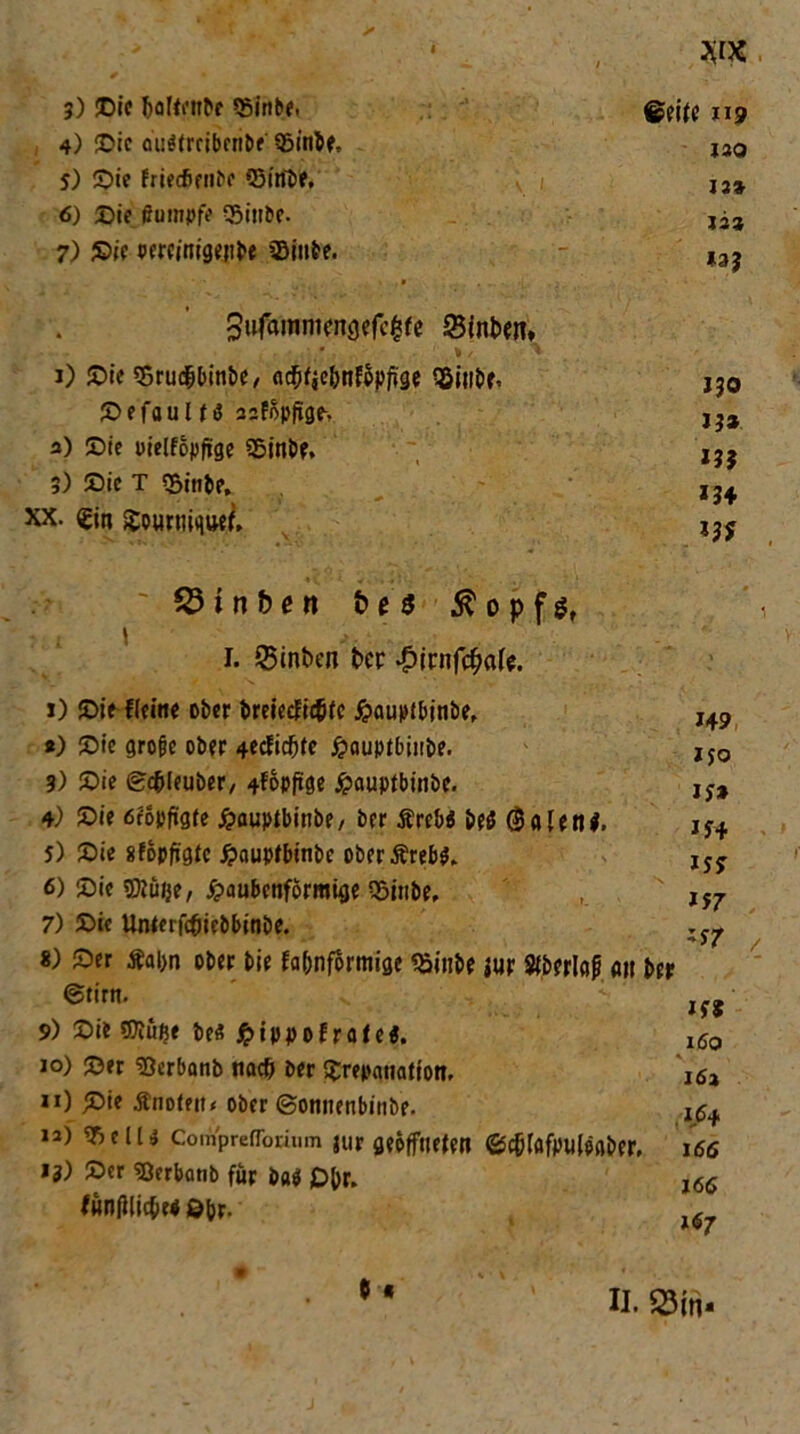 XIX
3) Die haltende Binde, Seite 119
4) Die austreibende Binde, 120
5) Die kriechende Binde, 122
6) Die stumpfe Binde. 122
7) Die vereinigende Binde. 123
Zusammengesetzte Binden,
1) Die Bruchbinde, achtzehnköpfige Binde, 130
Defaults 22köpfige, 132
2) Die vielköpfige Binde, 133
3) Die T Binde, 134
XX. Ein Tourniquet, 135
Binden des Kopfs,
I. Binden der Hirnschale.
1) Die kleine oder dreieckichte Hauptbinde, 149
2) Die große oder 4eckichte Hauptbinde. 150
3) Die Schleuder, 4köpfige Hauptbinde. 152
4) Die 6köpfigte Hauptbinde, der Krebs des Galens. 154
5) Die 8köpfigte Hauptbinde oder Krebs. 155
6) Die Mütze, Haubenförmige Binde, 157
7) Die Unterschiedbinde. 157
8) Der Kahn oder die kahnförmige Binde zur Aderlaß an der
Stirn. 158
9) Die Mütze des Hippokrates. 160
10) Der Verband nach der Trepanation, 162
11) Die Knoten- oder Sonnenbinde. 164
12) Bells Compressorium zur geöffneten Schlafpulsader. 166
13) Der Verband für das Ohr. 166
künstliches Ohr. 167
II. Bin-